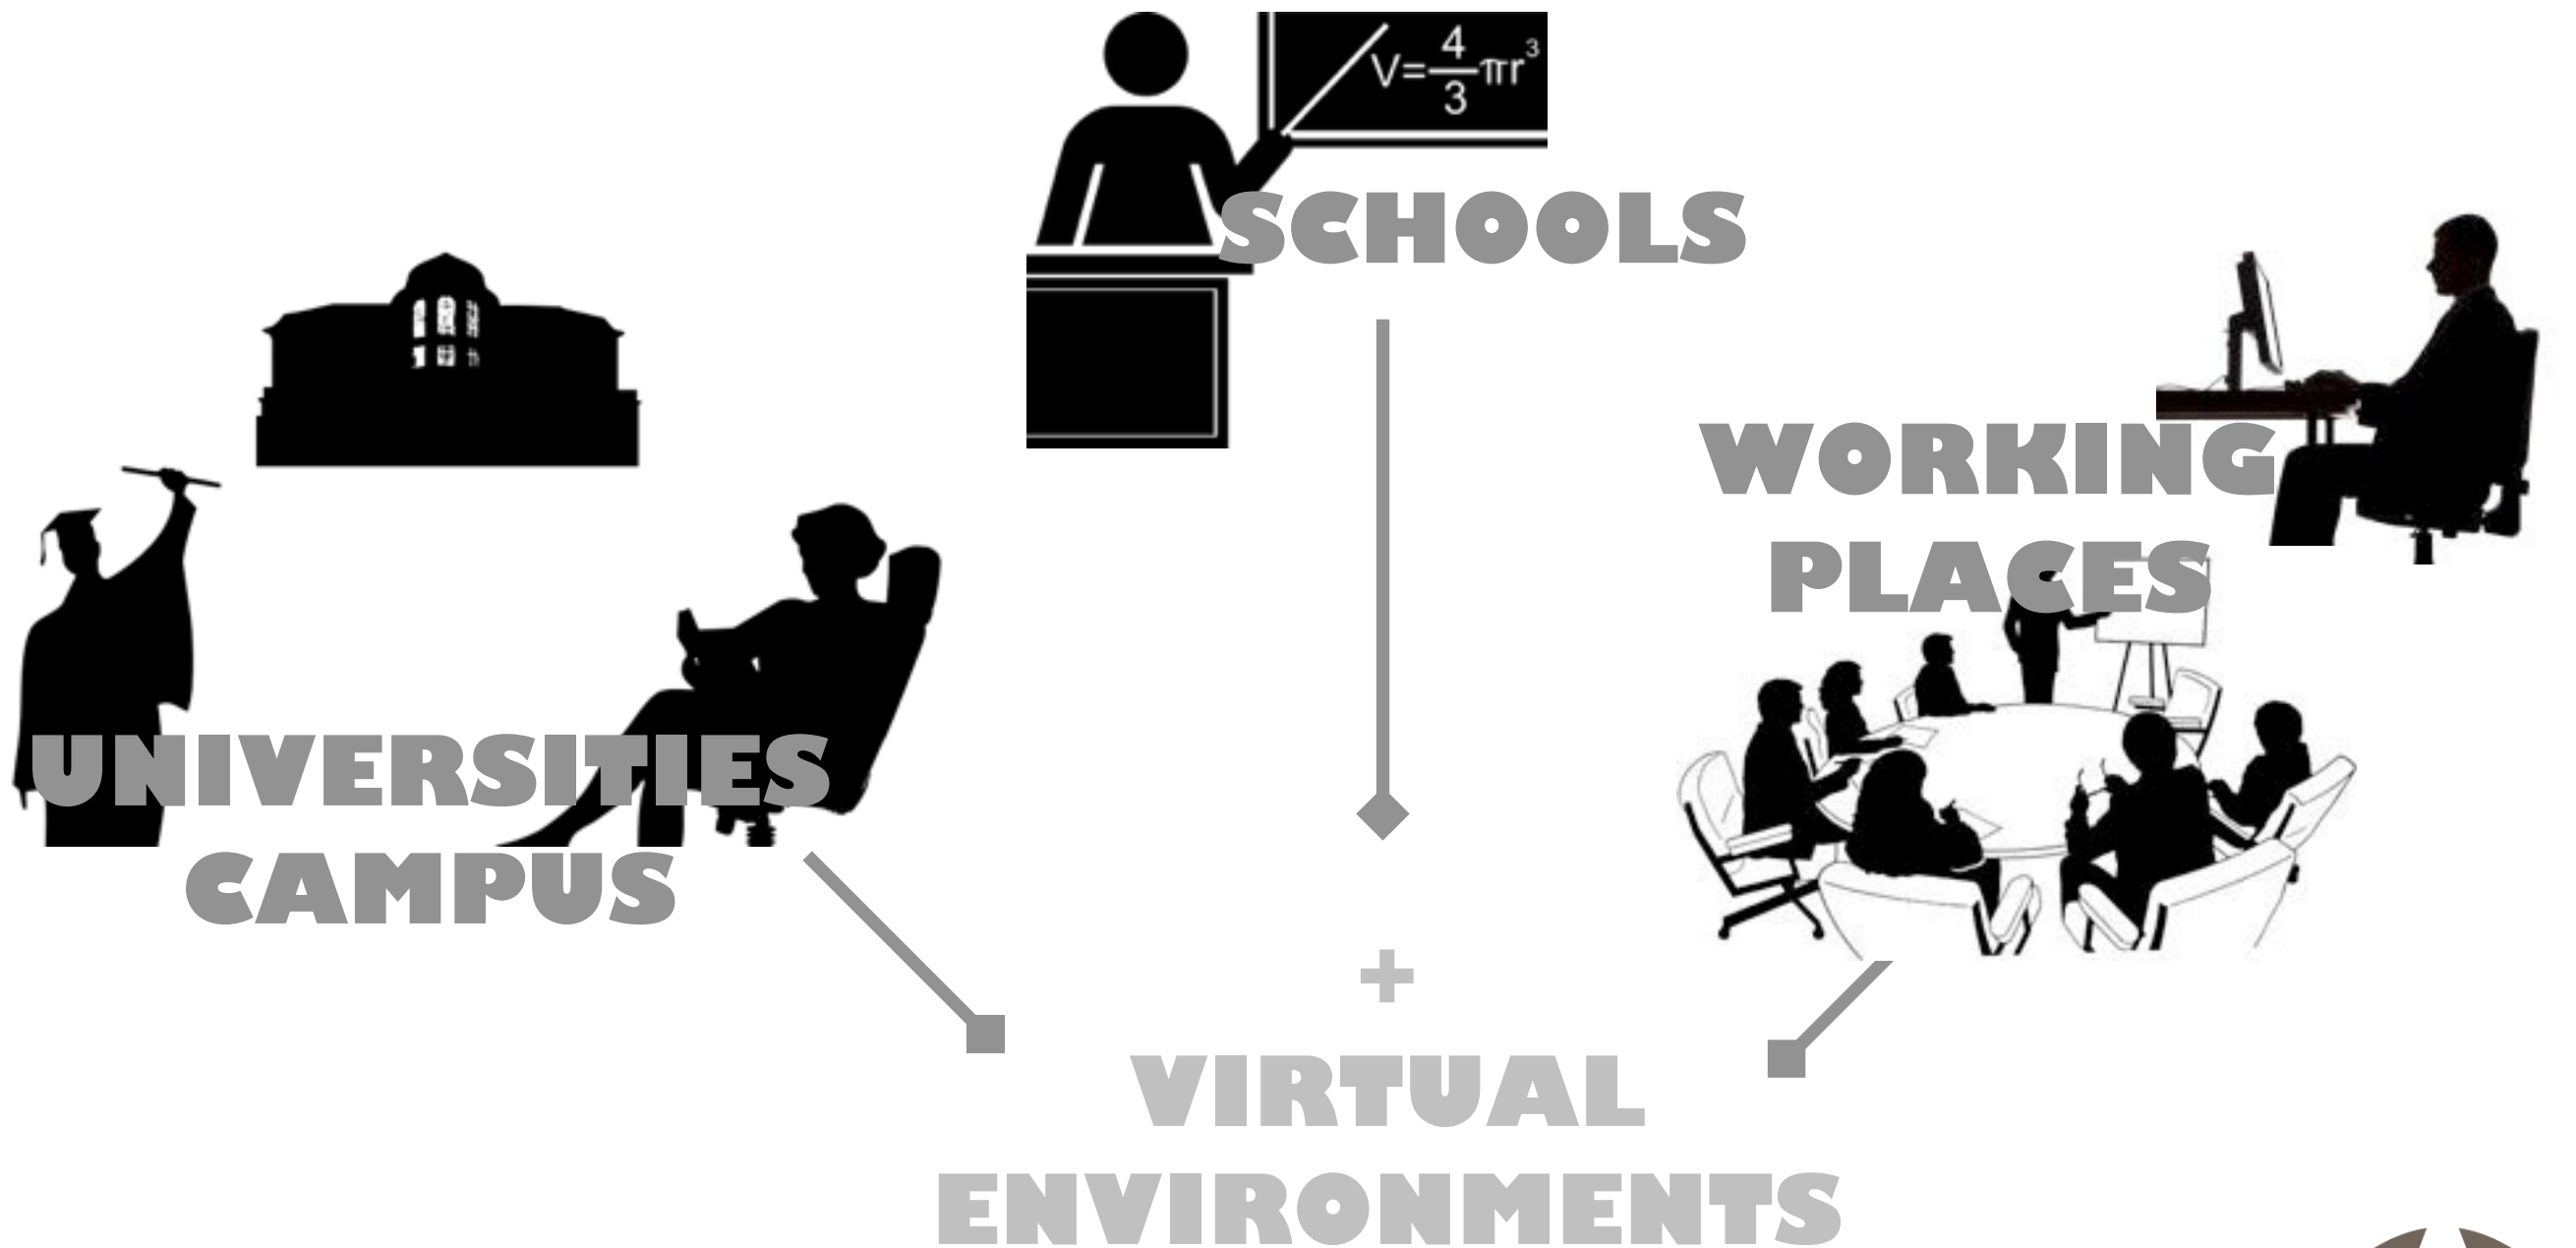 V=4/3πr³
SCHOOLS
WORKING
PLACES
UNIVERSITIES
CAMPUS
+
VIRTUAL
ENVIRONMENTS